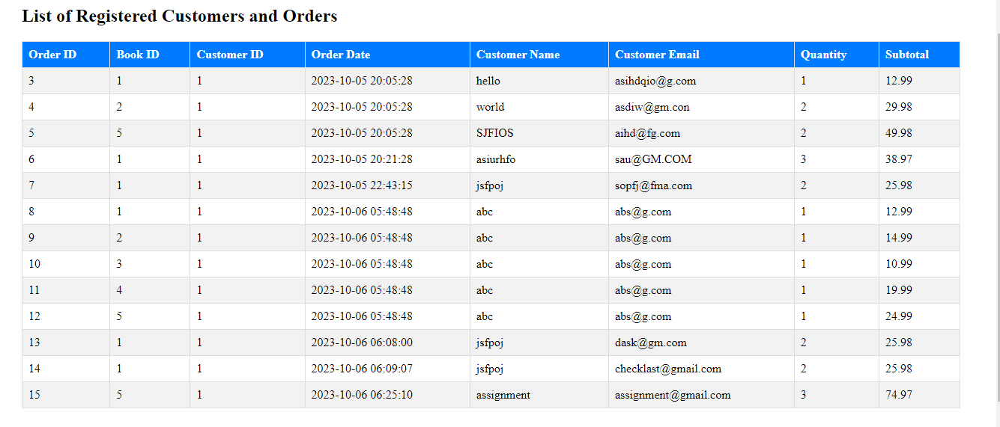 List of Registered Customers and Orders
Order ID Book ID Customer ID Order Date Customer Name Customer Email Quantity Subtotal
3 1 1 2023-10-05 20:05:28 hello asihdqio@g.com 1 12.99
4 2 1 2023-10-05 20:05:28 world asdiw@gm.con 2 29.98
5 5 1 2023-10-05 20:05:28 SJFIOS aihd@fg.com 2 49.98
6 1 1 2023-10-05 20:21:28 asiurhfo sau@GM.COM 3 38.97
7 1 1 2023-10-05 22:43:15 jsfpoj sopfj@fma.com 2 25.98
8 1 1 2023-10-06 05:48:48 abc abs@g.com 1 12.99
9 2 1 2023-10-06 05:48:48 abc abs@g.com 1 14.99
10 3 1 2023-10-06 05:48:48 abc abs@g.com 1 10.99
11 4 1 2023-10-06 05:48:48 abc abs@g.com 1 19.99
12 5 1 2023-10-06 05:48:48 abc abs@g.com 1 24.99
13 1 1 2023-10-06 06:08:00 jsfpoj dask@gm.com 2 25.98
14 1 1 2023-10-06 06:09:07 jsfpoj checklast@gmail.com 2 25.98
15 5 1 2023-10-06 06:25:10 assignment assignment@gmail.com 3 74.97